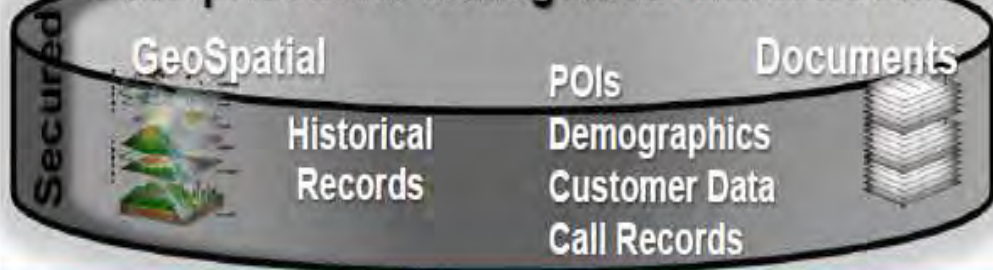 Secured
GeoSpatial
Documents
POIs
Historical
Records
Demographics
Customer Data
Call Records